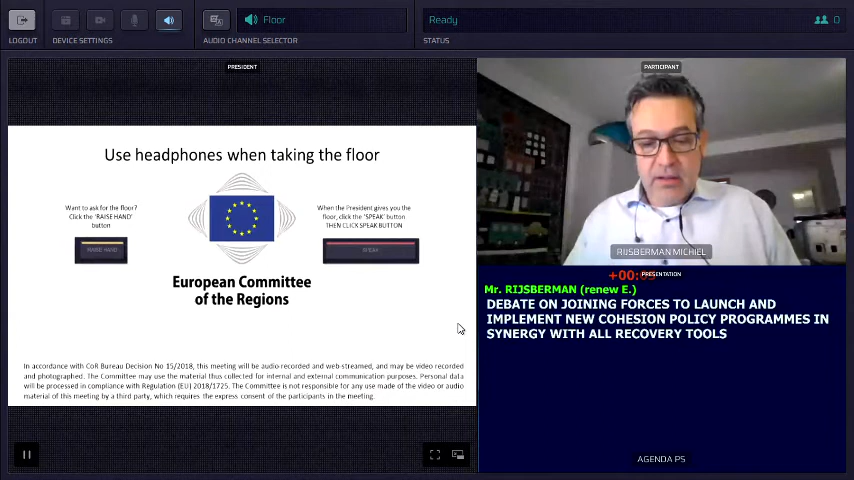 Floor
Ready
0
LOGOUT
DEVICE SETTINGS
AUDIO CHANNEL SELECTOR
STATUS
PRESIDENT
Use headphones when taking the floor
Want to ask for the floor?
Click the 'RAISE HAND'
button
RAISE HAND
When the President gives you the
floor, click the 'SPEAK' button
THEN CLICK SPEAK BUTTON
SPEAK
European Committee
of the Regions
In accordance with CoR Bureau Decision No 15/2018, this meeting will be audio recorded and web-streamed, and may be video recorded
and photographed. The Committee may use the material thus collected for internal and external communication purposes. Personal data
will be processed in compliance with Regulation (EU) 2018/1725. The Committee is not responsible for any use made of the video or audio
material of this meeting by a third party, which requires the express consent of the participants in the meeting.
PARTICIPANT
RIJSBERMAN MICHIEL
PRESENTATION
Mr. RIJSBERMAN (renew E.)
DEBATE ON JOINING FORCES TO LAUNCH AND
IMPLEMENT NEW COHESION POLICY PROGRAMMES IN
SYNERGY WITH ALL RECOVERY TOOLS
AGENDA PS